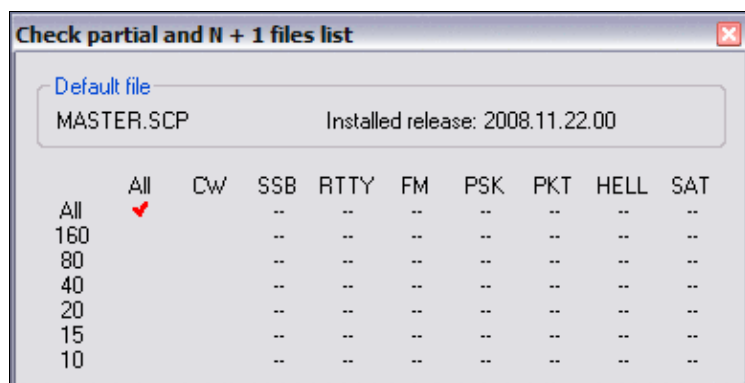 Check partial and N + 1 files list
Default file
MASTER.SCP Installed release: 2008.11.22.00
All CW SSB RTTY FM PSK PKT HELL SAT
All -- -- -- -- -- -- --
160 -- -- -- -- -- -- --
80 -- -- -- -- -- -- --
40 -- -- -- -- -- -- --
20 -- -- -- -- -- -- --
15 -- -- -- -- -- -- --
10 -- -- -- -- -- -- --